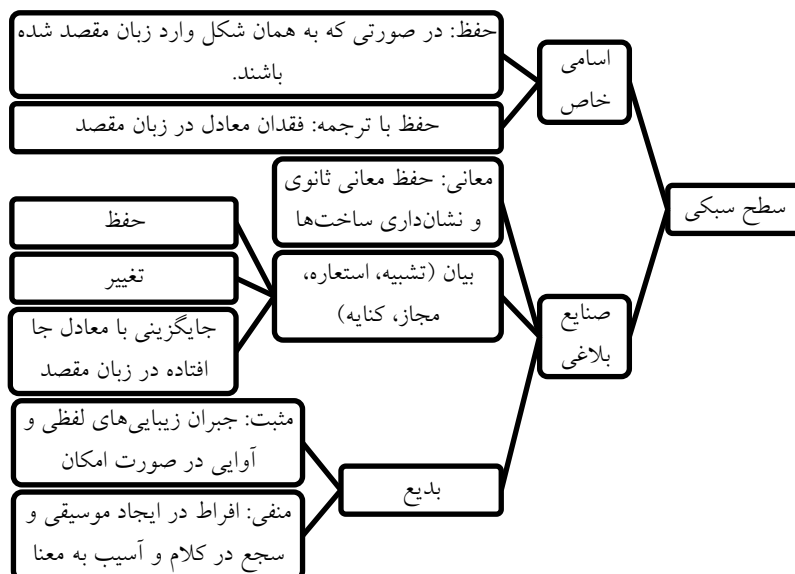 سطح سبکی
اسامی
خاص
حفظ: در صورتی که به همان شکل وارد زبان مقصد شده
باشند.
حفظ با ترجمه: فقدان معادل در زبان مقصد
صنایع
بلاغی
معانی: حفظ معانی ثانوی
و نشان‌داری ساخت‌ها
بیان (تشبیه، استعاره،
مجاز، کنایه)
حفظ
تغییر
جایگزینی با معادل جا
افتاده در زبان مقصد
بدیع
مثبت: جبران زیبایی‌های لفظی و
آوایی در صورت امکان
منفی: افراط در ایجاد موسیقی و
سجع در کلام و آسیب به معنا